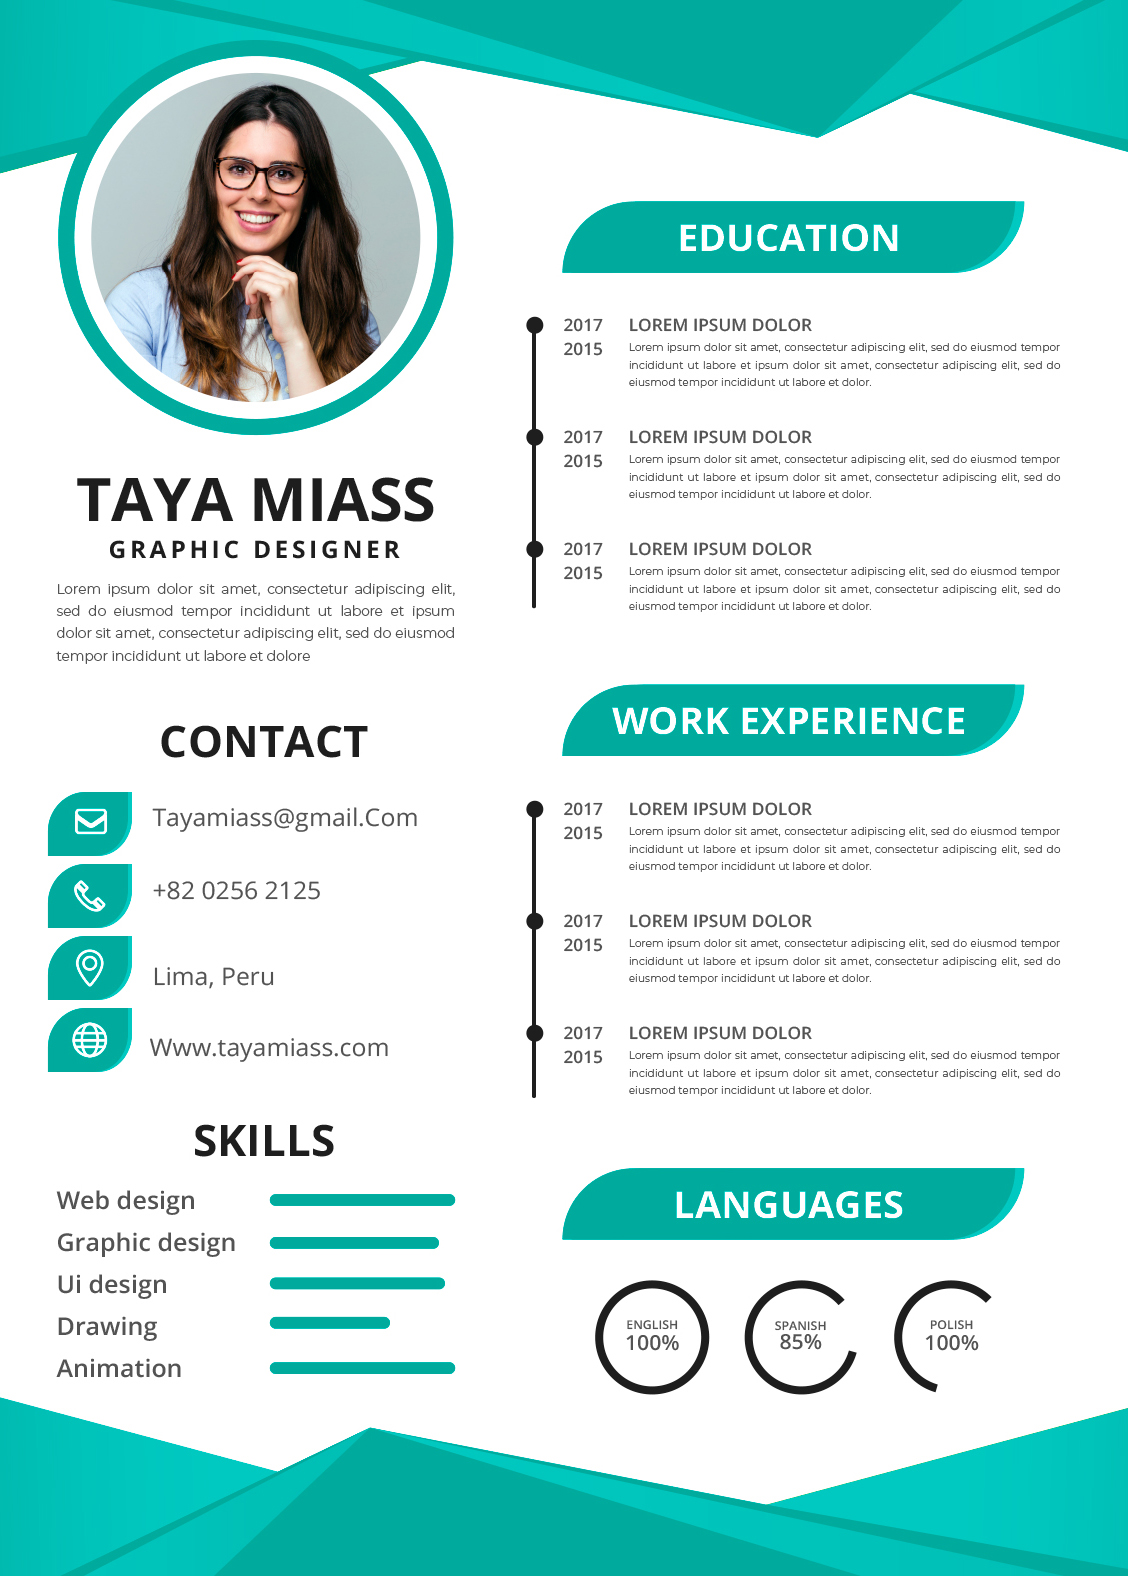 TAYA MIASS
GRAPHIC DESIGNER
Lorem ipsum dolor sit amet, consectetur adipiscing elit,
sed do eiusmod tempor incididunt ut labore et ipsum
dolor sit amet, consectetur adipiscing elit, sed do eiusmod
tempor incididunt ut labore et dolore
CONTACT
Tayamiass@gmail.Com
+82 0256 2125
Lima, Peru
Www.tayamiass.com
SKILLS
Web design
Graphic design
Ui design
Drawing
Animation
EDUCATION
2017 LOREM IPSUM DOLOR
2015 Lorem ipsum dolor sit amet, consectetur adipiscing elit, sed do eiusmod tempor
incididunt ut labore et ipsum dolor sit amet, consectetur adipiscing elit, sed do
eiusmod tempor incididunt ut labore et dolor.
2017 LOREM IPSUM DOLOR
2015 Lorem ipsum dolor sit amet, consectetur adipiscing elit, sed do eiusmod tempor
incididunt ut labore et ipsum dolor sit amet, consectetur adipiscing elit, sed do
eiusmod tempor incididunt ut labore et dolor.
2017 LOREM IPSUM DOLOR
2015 Lorem ipsum dolor sit amet, consectetur adipiscing elit, sed do eiusmod tempor
incididunt ut labore et ipsum dolor sit amet, consectetur adipiscing elit, sed do
eiusmod tempor incididunt ut labore et dolor.
WORK EXPERIENCE
2017 LOREM IPSUM DOLOR
2015 Lorem ipsum dolor sit amet, consectetur adipiscing elit, sed do eiusmod tempor
incididunt ut labore et ipsum dolor sit amet, consectetur adipiscing elit, sed do
eiusmod tempor incididunt ut labore et dolor.
2017 LOREM IPSUM DOLOR
2015 Lorem ipsum dolor sit amet, consectetur adipiscing elit, sed do eiusmod tempor
incididunt ut labore et ipsum dolor sit amet, consectetur adipiscing elit, sed do
eiusmod tempor incididunt ut labore et dolor.
2017 LOREM IPSUM DOLOR
2015 Lorem ipsum dolor sit amet, consectetur adipiscing elit, sed do eiusmod tempor
incididunt ut labore et ipsum dolor sit amet, consectetur adipiscing elit, sed do
eiusmod tempor incididunt ut labore et dolor.
LANGUAGES
ENGLISH
100%
SPANISH
85%
POLISH
100%